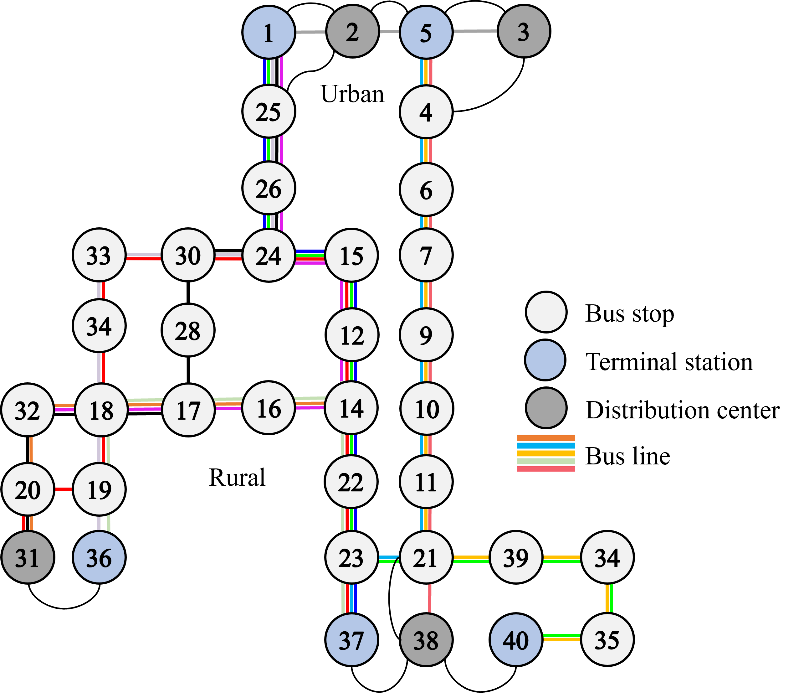 1 2 5 3
25 Urban 4
26 6
33 30 24 15 7
34 28 12 9 Bus stop
Terminal station
32 18 17 16 14 10 Distribution center
Rural Bus line
20 19 22 11
31 36 23 21 39 34
37 38 40 35